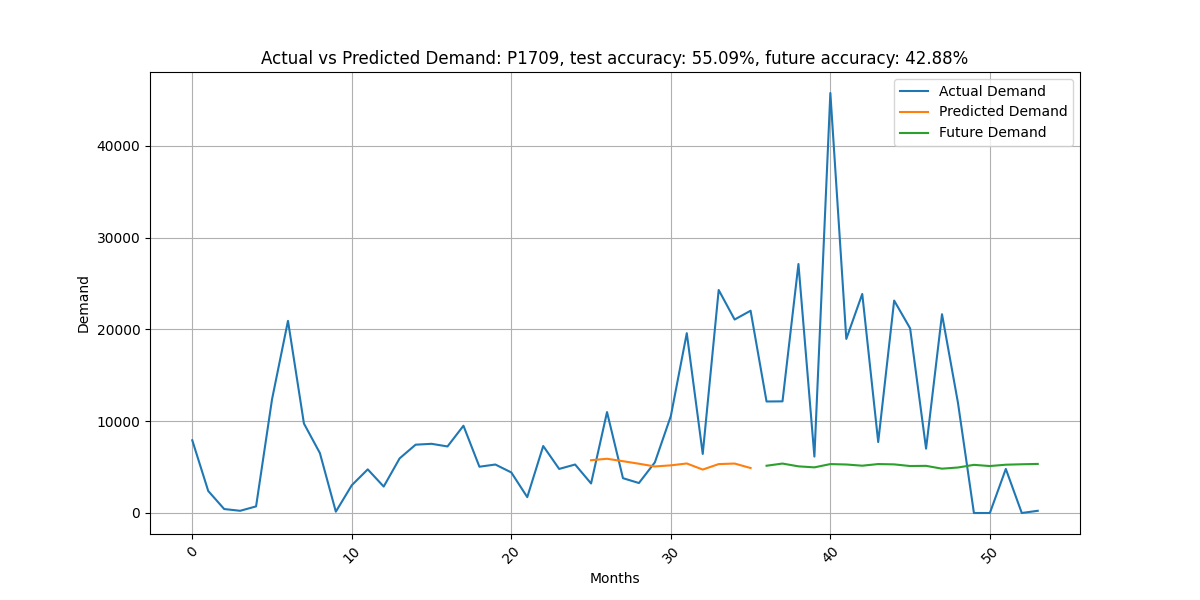 Actual vs Predicted Demand: P1709, test accuracy: 55.09%, future accuracy: 42.88%
Actual Demand
Predicted Demand
Future Demand
40000
30000
20000
10000
0
Demand
0
10
20
30
40
50
Months